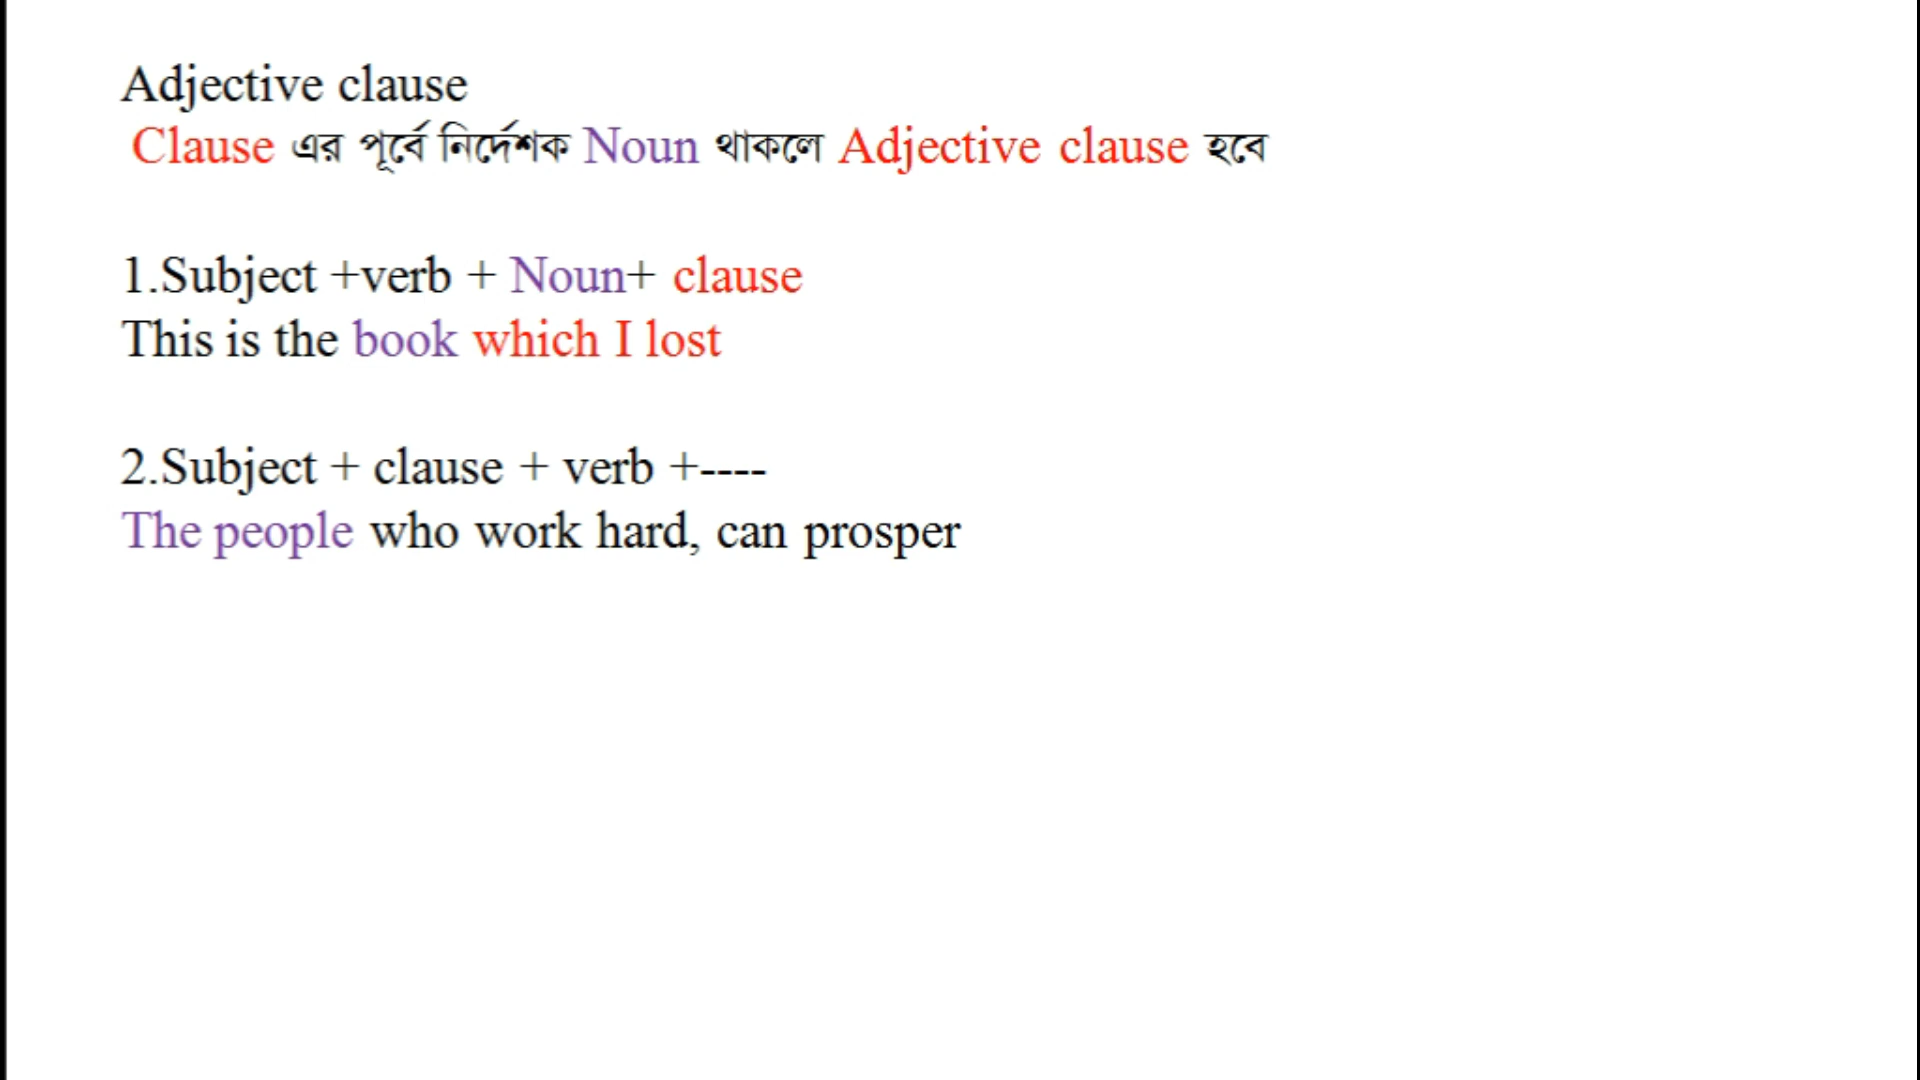 Adjective clause
Clause এর পূর্বে নির্দেশক Noun থাকলে Adjective clause হবে
1.Subject +verb + Noun+ clause
This is the book which I lost
2.Subject + clause + verb +----
The people who work hard, can prosper